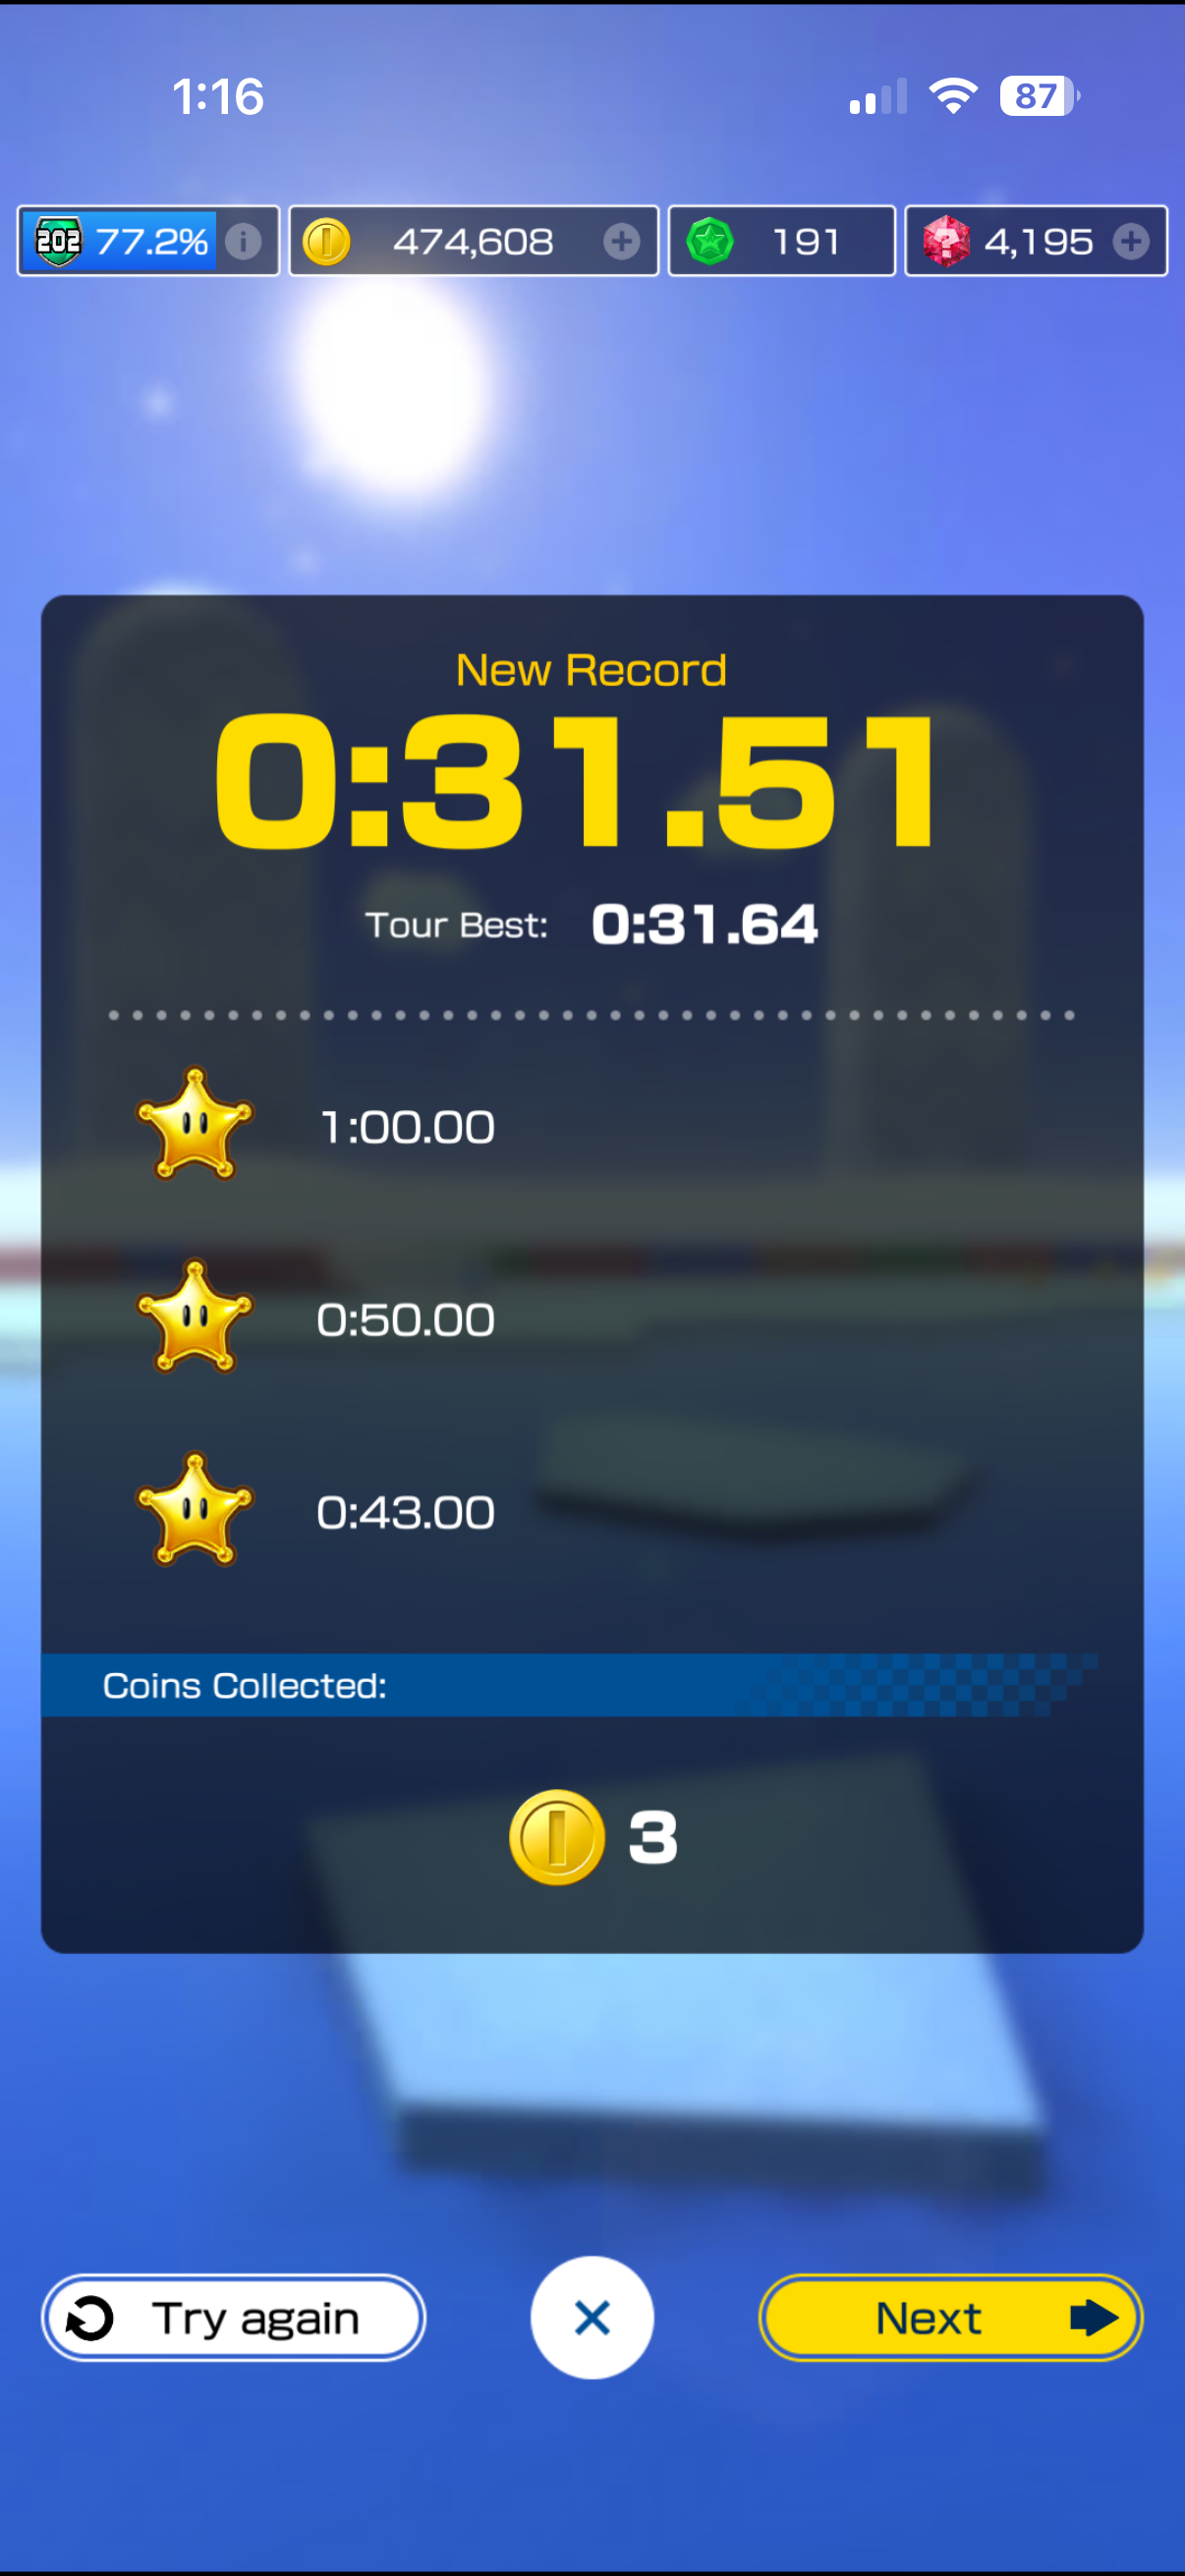 1:16
87
202 77.2% i 474,608 + 191 ? 4,195 +
New Record
0:31.51
Tour Best: 0:31.64
1:00.00
0:50.00
0:43.00
Coins Collected:
3
Try again × Next